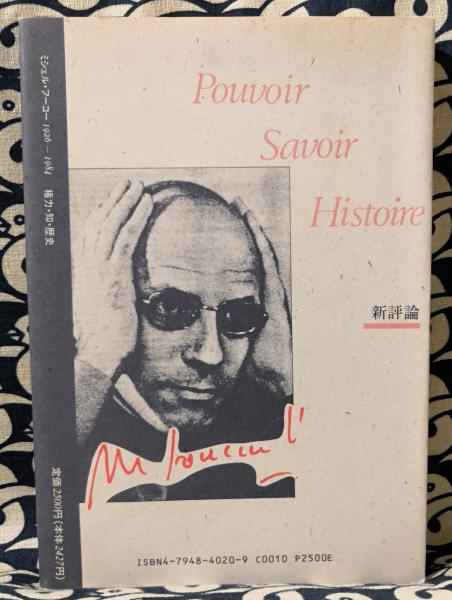 Pouvoir
Savoir
Histoire
新評論
ミシェル・フーコー 1926–1984 権力・知・歴史
定価2500円(本体2427円)
M Foucault
ISBN4-7948-4020-9 C0010 P2500E